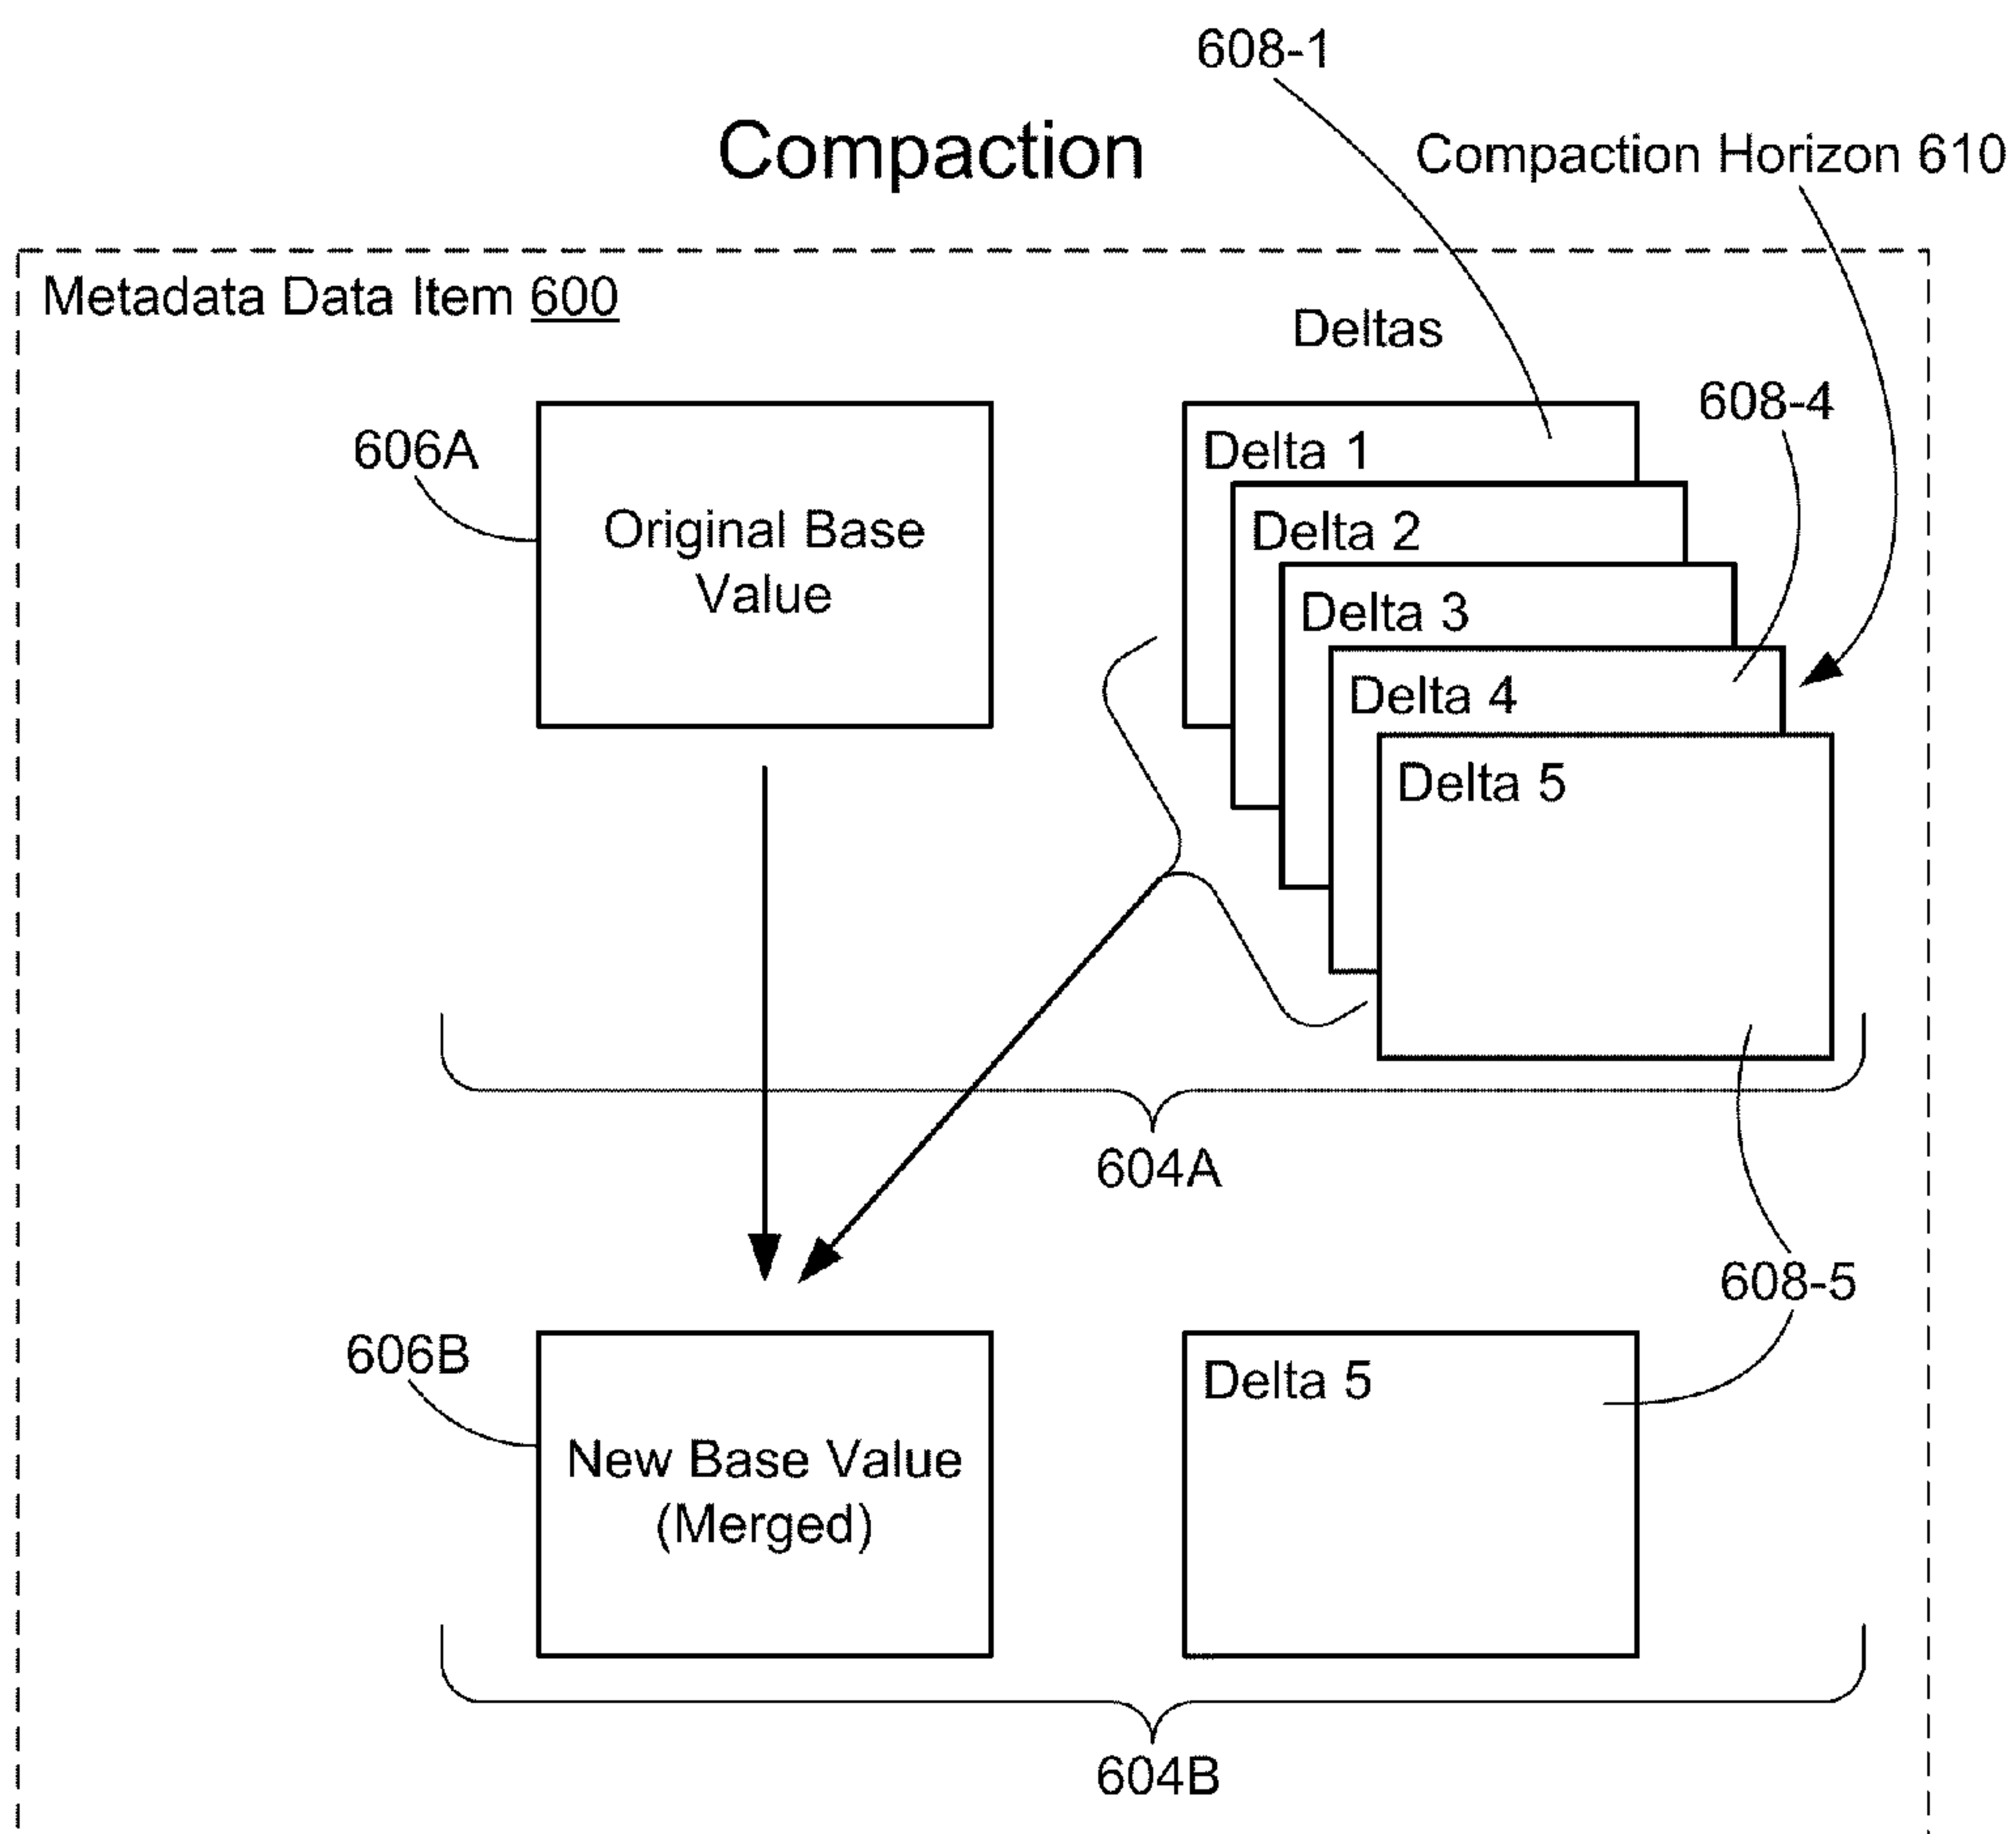 608-1
Compaction
Compaction Horizon 610
Metadata Data Item 600
Deltas
608-4
606A
Original Base
Value
Delta 1
Delta 2
Delta 3
Delta 4
Delta 5
604A
608-5
606B
New Base Value
(Merged)
Delta 5
604B